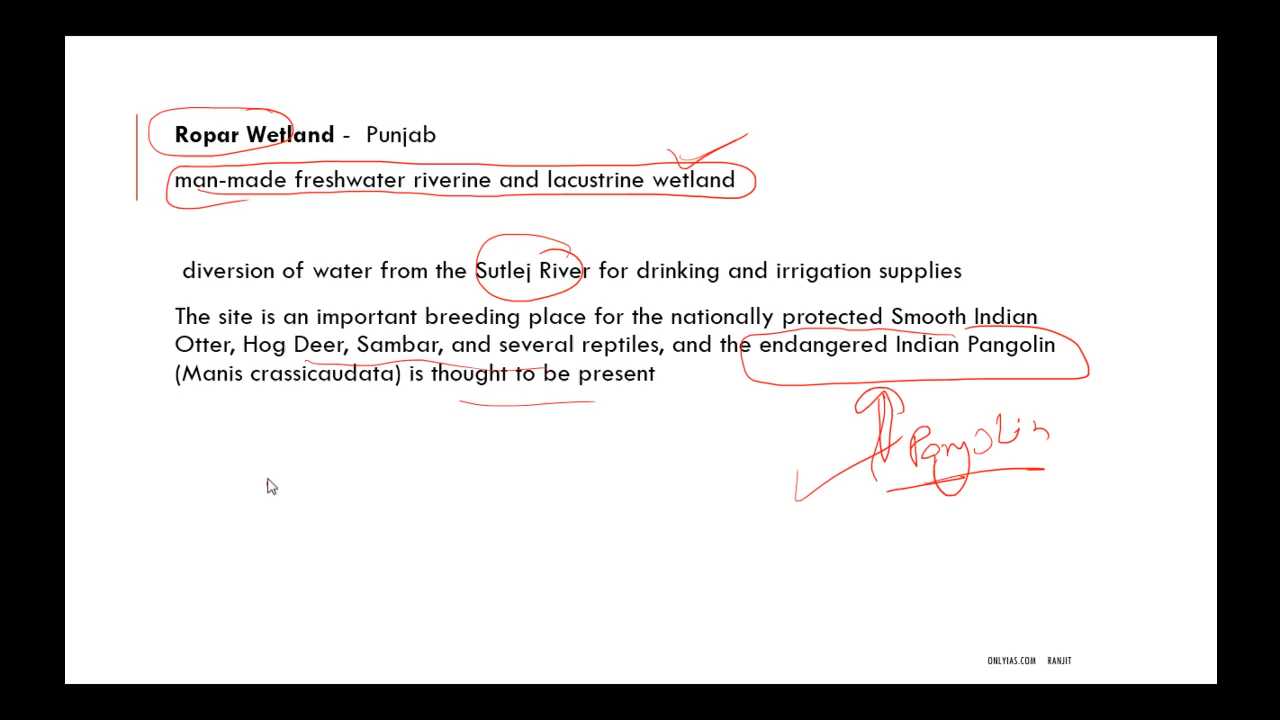 Ropar Wetland - Punjab
man-made freshwater riverine and lacustrine wetland
diversion of water from the Sutlej River for drinking and irrigation supplies
The site is an important breeding place for the nationally protected Smooth Indian
Otter, Hog Deer, Sambar, and several reptiles, and the endangered Indian Pangolin
(Manis crassicaudata) is thought to be present
Pangolin
ONLYIAS.COM RANJIT